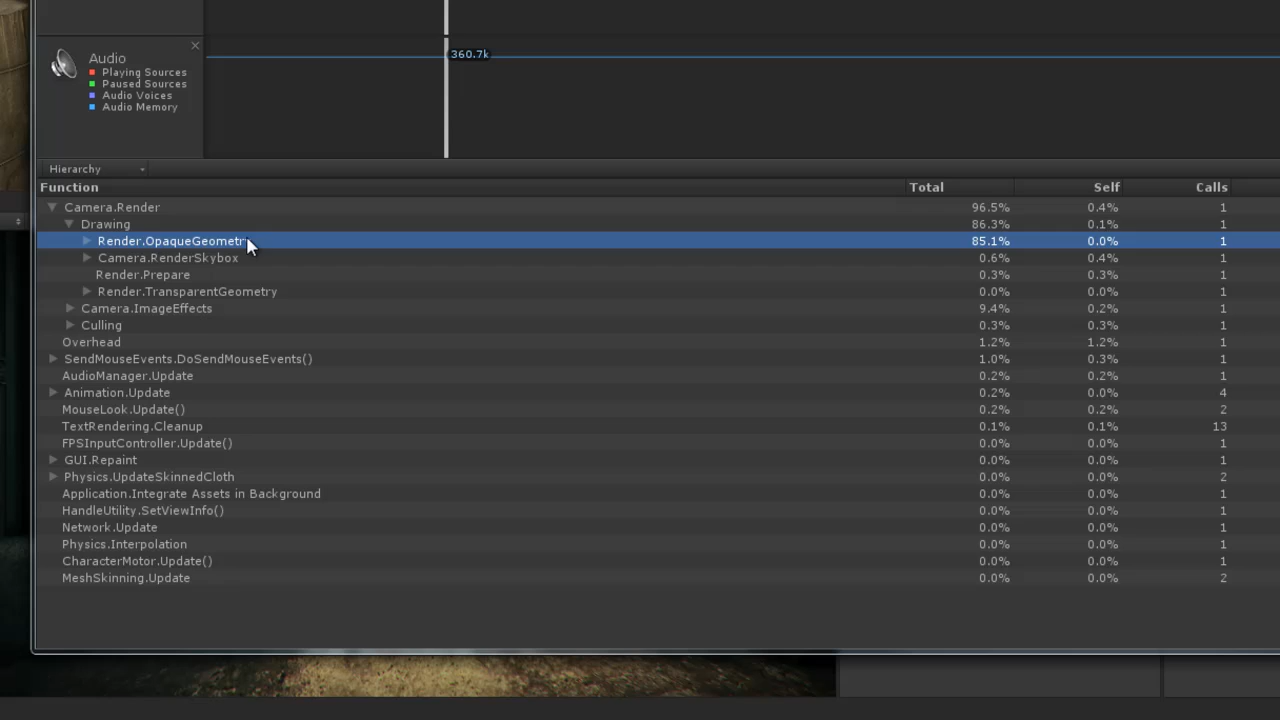 Audio
360.7k
Playing Sources
Paused Sources
Audio Voices
Audio Memory
Hierarchy
Function Total Self Calls
Camera.Render 96.5% 0.4% 1
Drawing 86.3% 0.1% 1
Render.OpaqueGeometr 85.1% 0.0% 1
Camera.RenderSkybox 0.6% 0.4% 1
Render.Prepare 0.3% 0.3% 1
Render.TransparentGeometry 0.0% 0.0% 1
Camera.ImageEffects 9.4% 0.2% 1
Culling 0.3% 0.3% 1
Overhead 1.2% 1.2% 1
SendMouseEvents.DoSendMouseEvents() 1.0% 0.3% 1
AudioManager.Update 0.2% 0.2% 1
Animation.Update 0.2% 0.0% 4
MouseLook.Update() 0.2% 0.2% 2
TextRendering.Cleanup 0.1% 0.1% 13
FPSInputController.Update() 0.0% 0.0% 1
GUI.Repaint 0.0% 0.0% 1
Physics.UpdateSkinnedCloth 0.0% 0.0% 2
Application.Integrate Assets in Background 0.0% 0.0% 1
HandleUtility.SetViewInfo() 0.0% 0.0% 1
Network.Update 0.0% 0.0% 1
Physics.Interpolation 0.0% 0.0% 1
CharacterMotor.Update() 0.0% 0.0% 1
MeshSkinning.Update 0.0% 0.0% 2